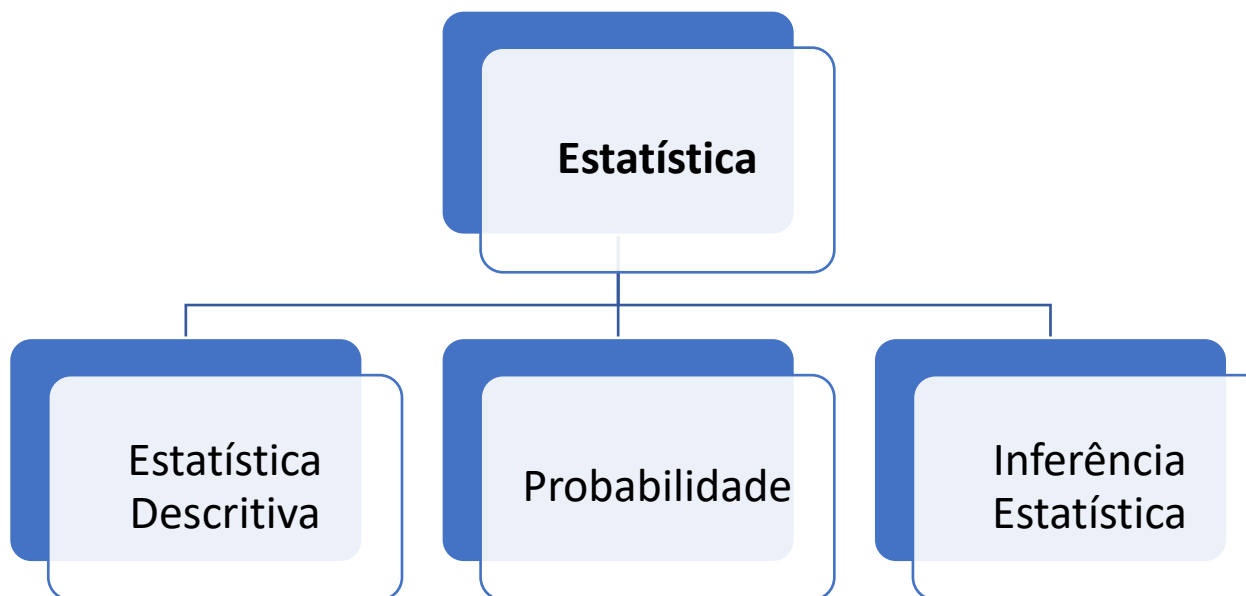 Estatística
Estatística
Descritiva
Probabilidade
Inferência
Estatística